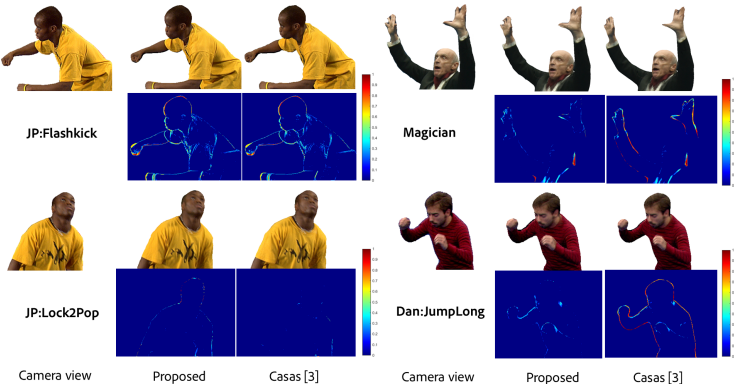 JP:Flashkick
Magician
JP:Lock2Pop
Dan:JumpLong
Camera view Proposed Casas [3] Camera view Proposed Casas [3]